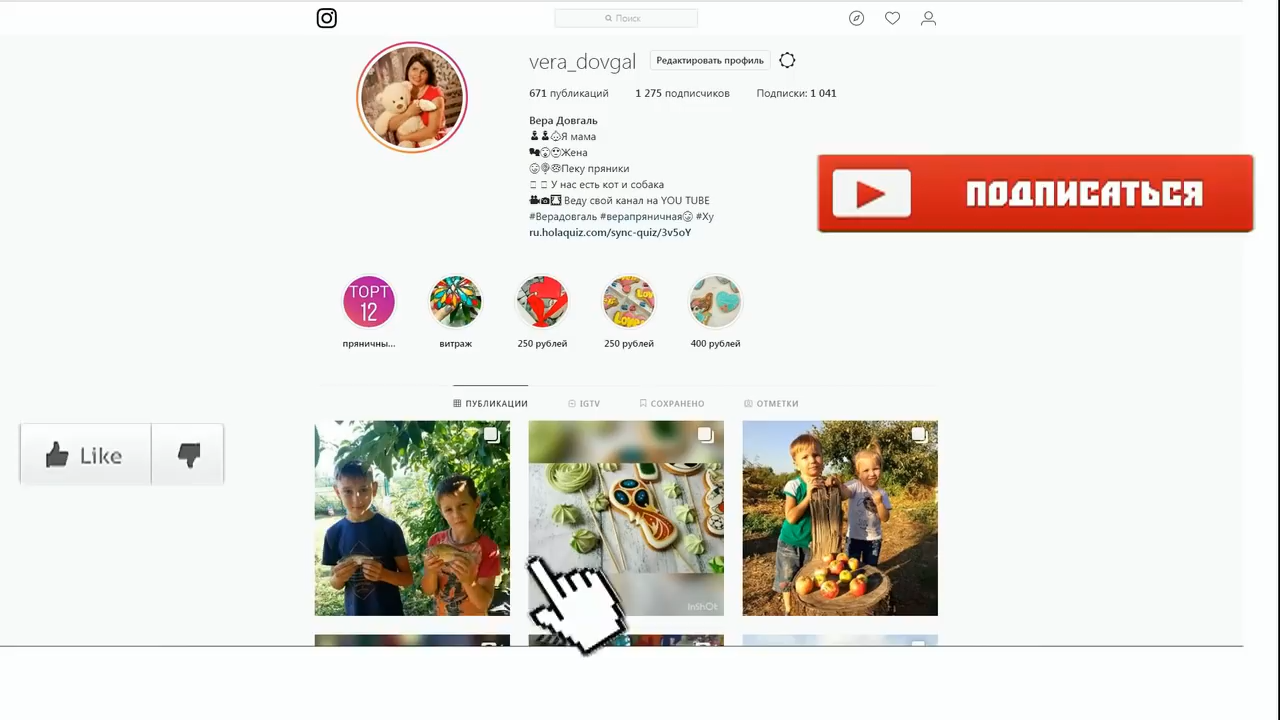 Поиск
vera_dovgal
Редактировать профиль
671 публикаций
1 275 подписчиков
Подписки: 1 041
Вера Довгаль
Я мама
Жена
Пеку пряники
У нас есть кот и собака
Веду свой канал на YOU TUBE
#Верадовгаль #верапряничная #Ху
ru.holaquiz.com/sync-quiz/3v5oY
ПОДПИСАТЬСЯ
ТОРТ
12
пряничны...
витраж
250 рублей
250 рублей
400 рублей
ПУБЛИКАЦИИ
IGTV
СОХРАНЕНО
ОТМЕТКИ
Like
InShOt